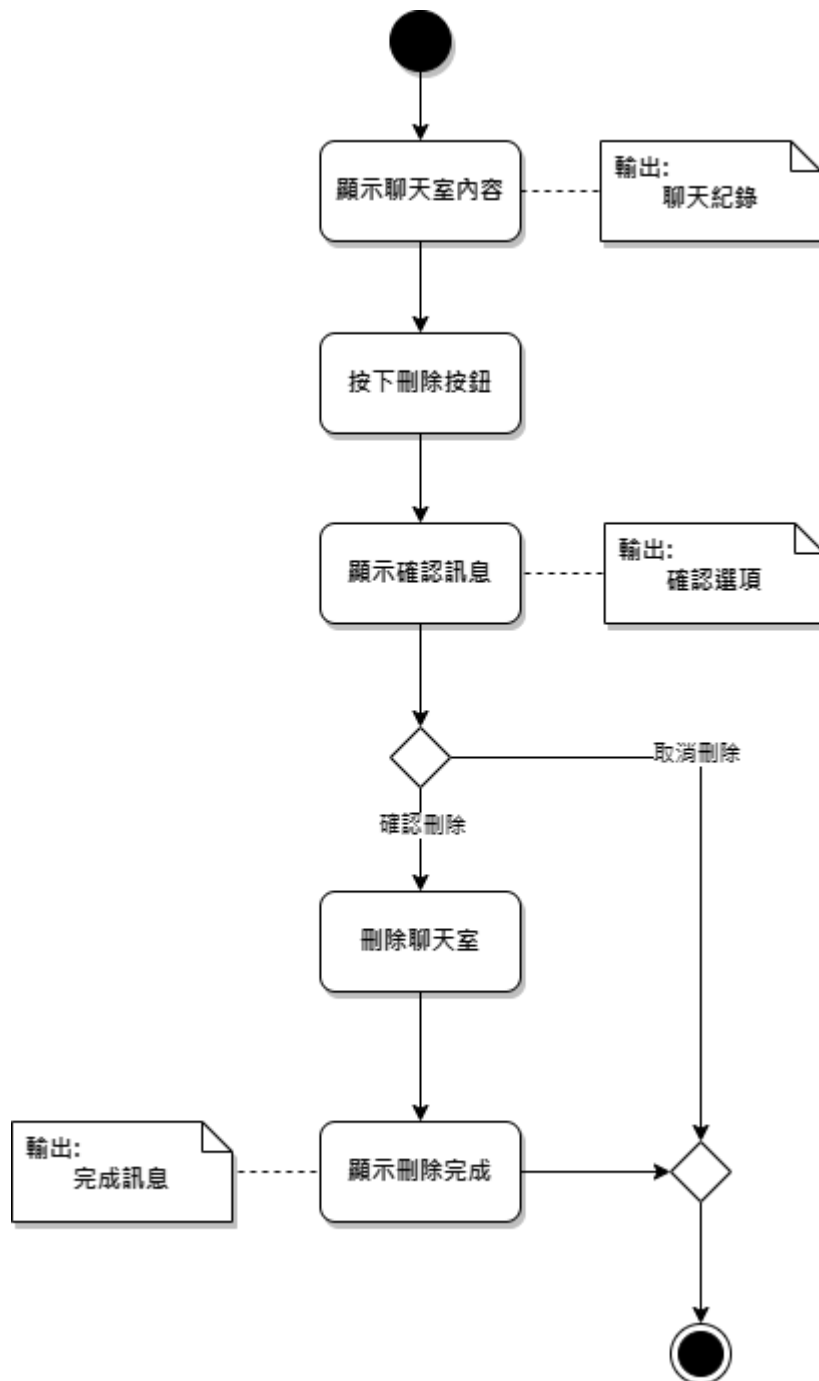 顯示聊天室內容
輸出:
聊天紀錄
按下刪除按鈕
顯示確認訊息
輸出:
確認選項
取消刪除
確認刪除
刪除聊天室
輸出:
完成訊息
顯示刪除完成